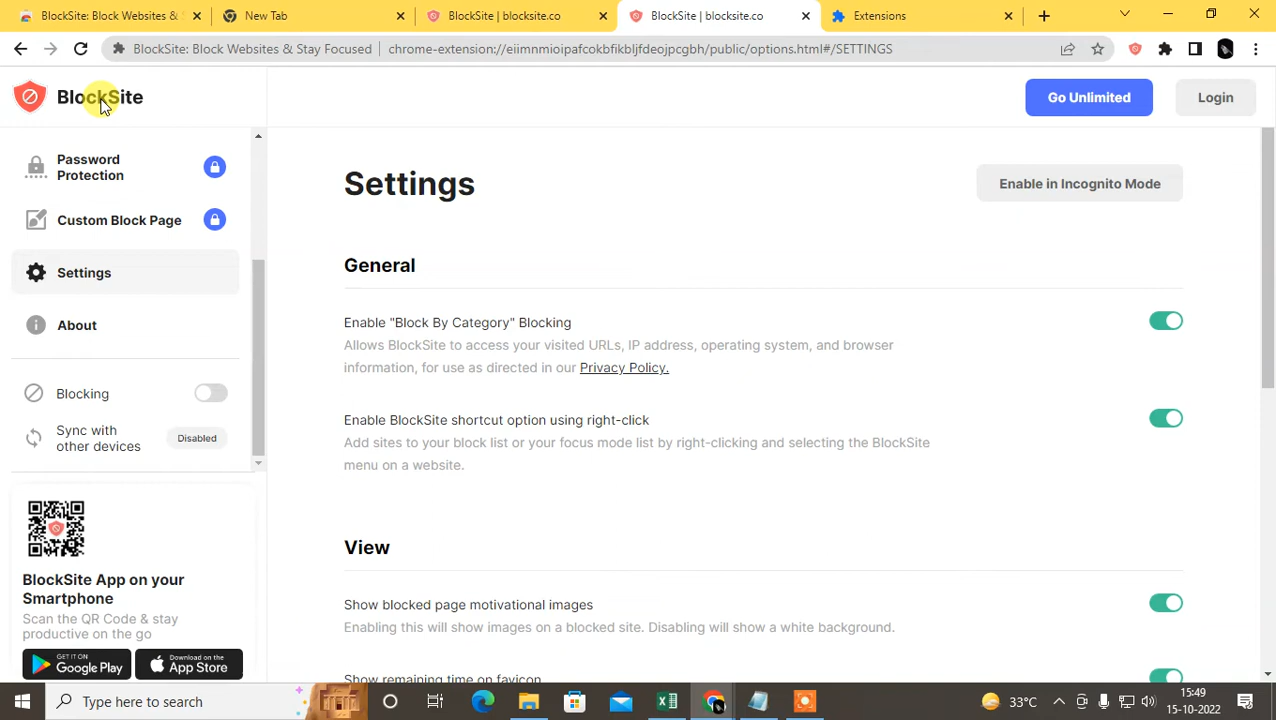 BlockSite: Block Websites &
New Tab
BlockSite | blocksite.co
BlockSite | blocksite.co
Extensions
BlockSite: Block Websites & Stay Focused
chrome-extension://eiimnmioipafcokbfikbljfdeojpcgbh/public/options.html#/SETTINGS
BlockSite
Go Unlimited
Login
Password
Protection
Custom Block Page
Settings
About
Blocking
Sync with
other devices
Disabled
BlockSite App on your
Smartphone
Scan the QR Code & stay
productive on the go
GET IT ON
Google Play
Download on the
App Store
Settings
Enable in Incognito Mode
General
Enable "Block By Category" Blocking
Allows BlockSite to access your visited URLs, IP address, operating system, and browser
information, for use as directed in our Privacy Policy.
Enable BlockSite shortcut option using right-click
Add sites to your block list or your focus mode list by right-clicking and selecting the BlockSite
menu on a website.
View
Show blocked page motivational images
Enabling this will show images on a blocked site. Disabling will show a white background.
Show remaining time on favicon
Type here to search
33°C
15:49
15-10-2022